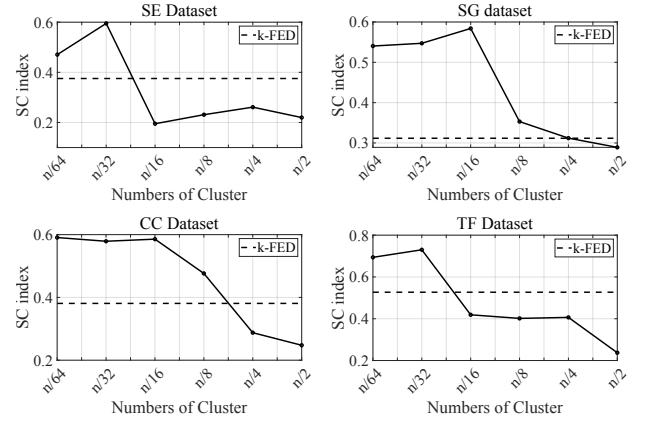 SE Dataset
SC index
0.6
0.4
0.2
k-FED
n/64
n/32
n/16
n/8
n/4
n/2
Numbers of Cluster
SG dataset
SC index
0.6
0.5
0.3
k-FED
n/64
n/32
n/16
n/8
n/4
n/2
Numbers of Cluster
CC Dataset
SC index
0.6
0.4
0.2
k-FED
n/64
n/32
n/16
n/8
n/4
n/2
Numbers of Cluster
TF Dataset
SC index
0.8
0.6
0.4
0.2
k-FED
n/64
n/32
n/16
n/8
n/4
n/2
Numbers of Cluster